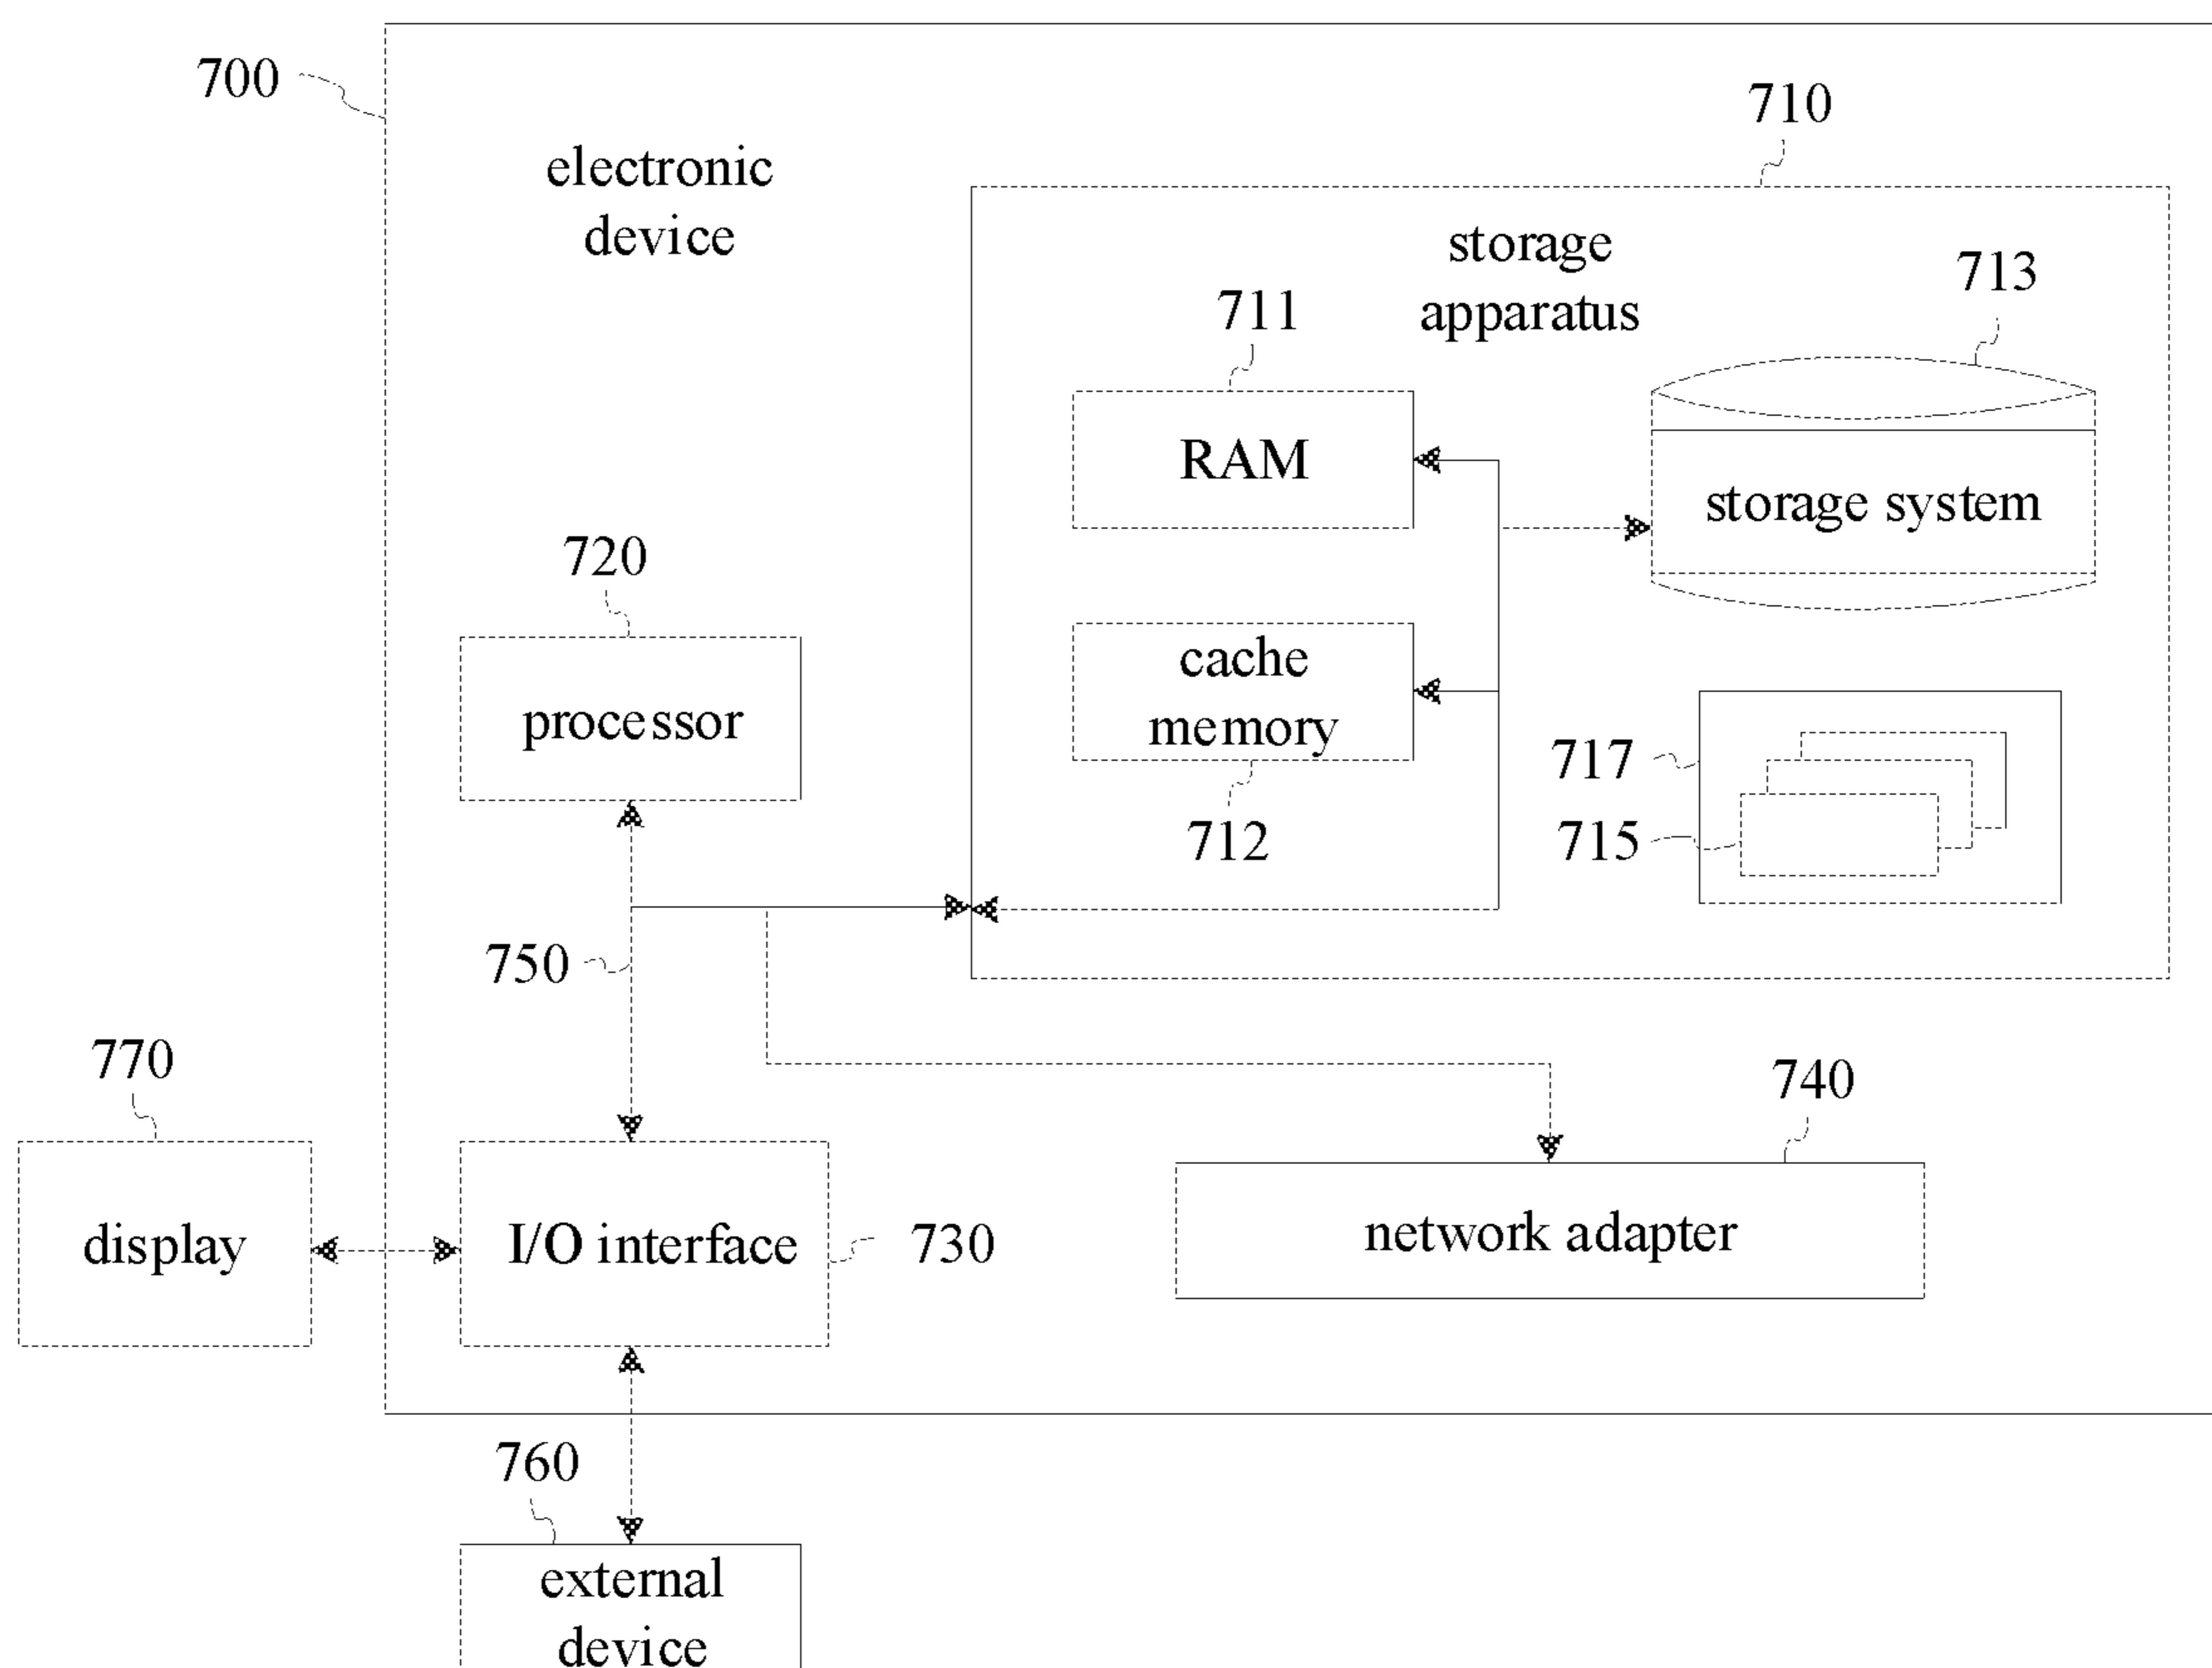 700
710
electronic
device
storage
apparatus
713
711
RAM
storage system
720
cache
memory
processor
717
712
715
750
770
740
display
I/O interface
730
network adapter
760
external
device